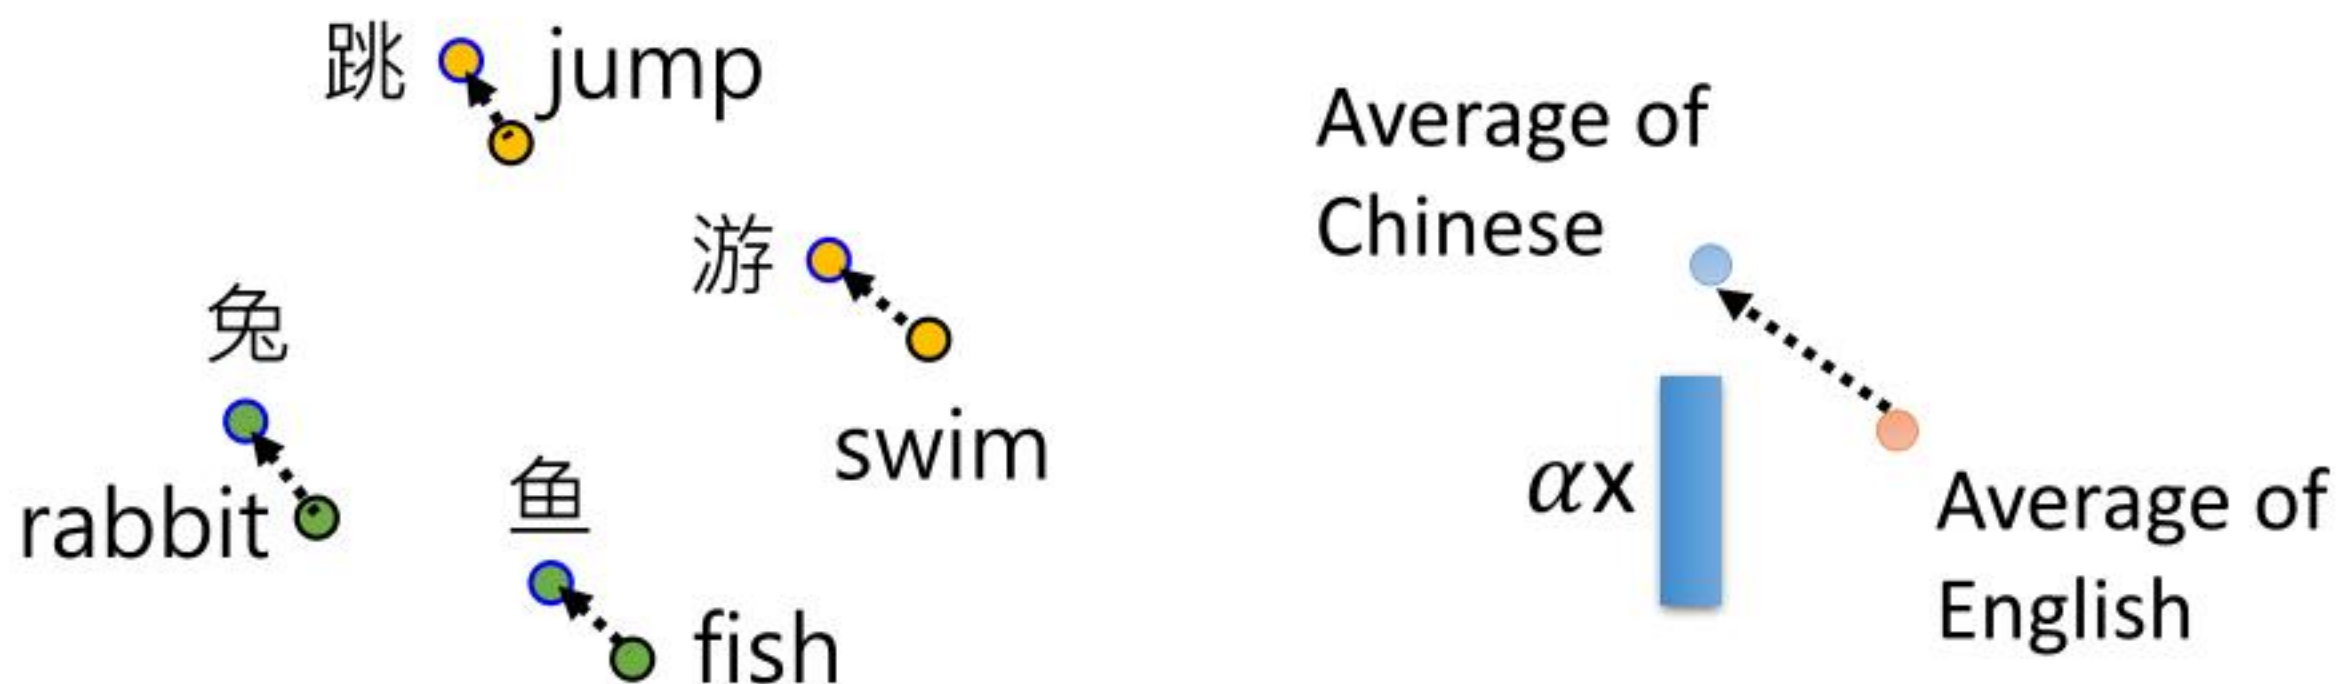 跳 jump
游
swim
兔
rabbit
鱼
fish
Average of
Chinese
αx
Average of
English